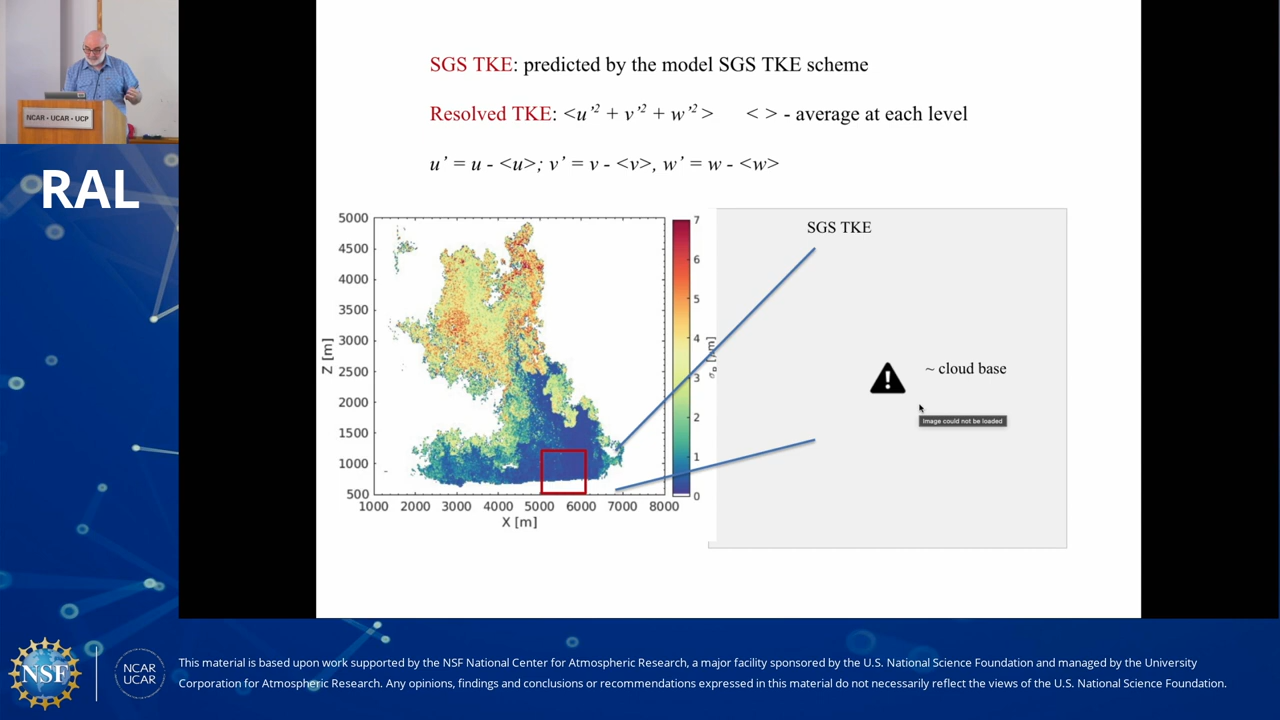 NCAR • UCAR • UCP
RAL
SGS TKE: predicted by the model SGS TKE scheme
Resolved TKE: <u’² + v’² + w’²> < > - average at each level
u’ = u - <u>; v’ = v - <v>, w’ = w - <w>
5000
4500
4000
3500
3000
2500
2000
1500
1000
500
Z [m]
1000 2000 3000 4000 5000 6000 7000 8000
X [m]
7
6
5
4
3
2
1
0
SGS TKE
~ cloud base
Image could not be loaded
NSF
NCAR
UCAR
This material is based upon work supported by the NSF National Center for Atmospheric Research, a major facility sponsored by the U.S. National Science Foundation and managed by the University
Corporation for Atmospheric Research. Any opinions, findings and conclusions or recommendations expressed in this material do not necessarily reflect the views of the U.S. National Science Foundation.